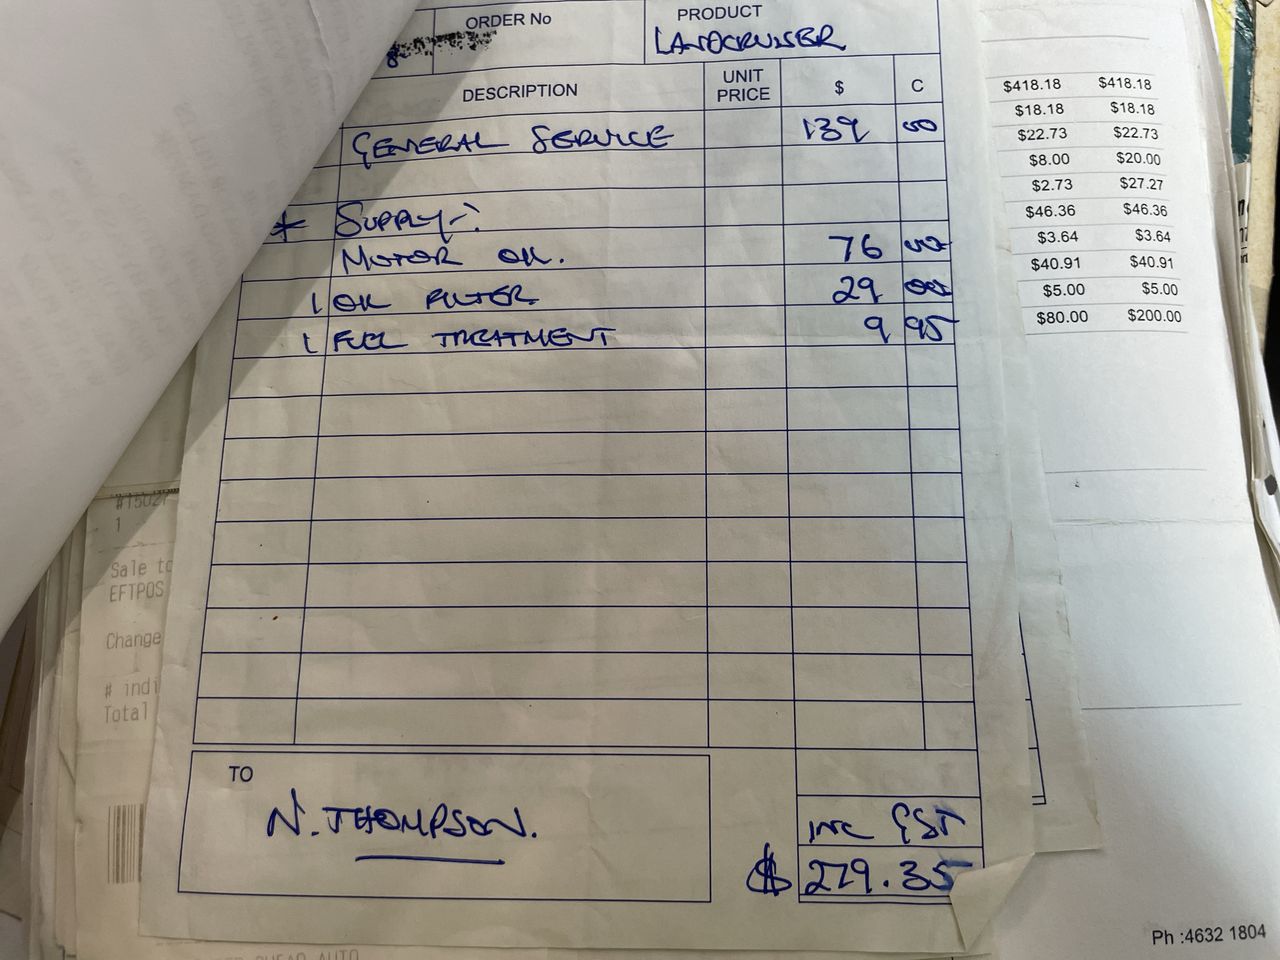 ORDER No
PRODUCT
LANDCRUISER
DESCRIPTION UNIT PRICE $ C
GENERAL SERVICE 139 00
* SUPPLY:-
MOTOR OIL. 76 00
1 OIL FILTER 29 00
1 FUEL TREATMENT 9 95
TO
N. THOMPSON.
INC GST
$ 279.35
$418.18 $418.18
$18.18 $18.18
$22.73 $22.73
$8.00 $20.00
$2.73 $27.27
$46.36 $46.36
$3.64 $3.64
$40.91 $40.91
$5.00 $5.00
$80.00 $200.00
Ph :4632 1804
#15027
1
Sale to
EFTPOS
Change
# indi
Total